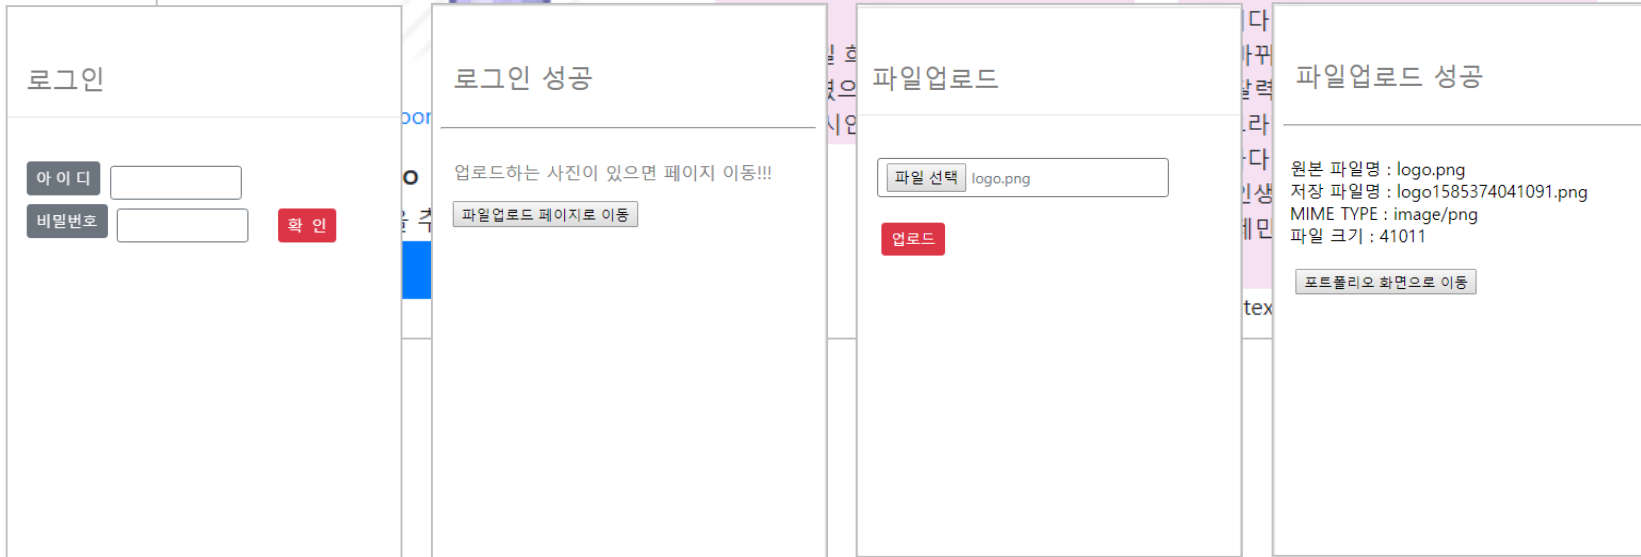 로그인
아 이 디
비밀번호
확 인
로그인 성공
업로드하는 사진이 있으면 페이지 이동!!!
파일업로드 페이지로 이동
파일업로드
파일 선택 logo.png
업로드
파일업로드 성공
원본 파일명 : logo.png
저장 파일명 : logo1585374041091.png
MIME TYPE : image/png
파일 크기 : 41011
포트폴리오 화면으로 이동